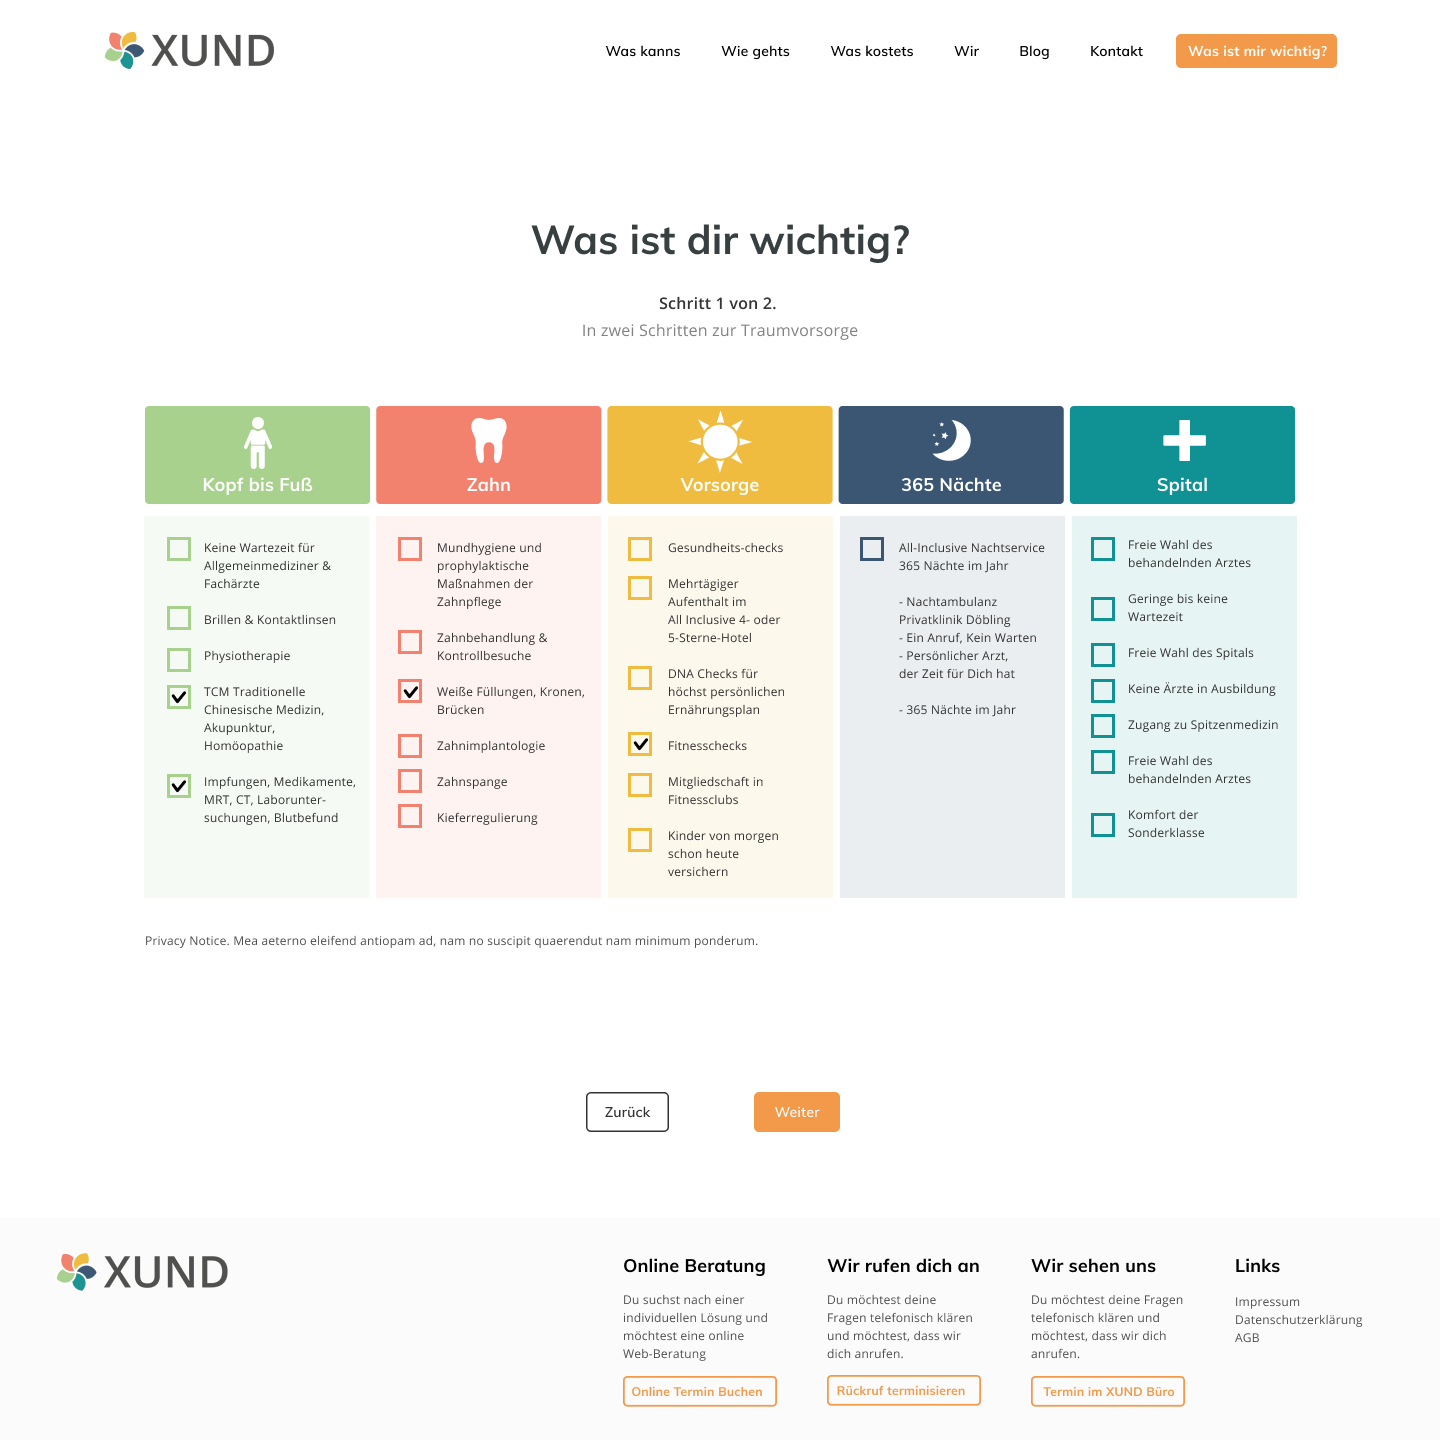 XUND
Was kanns
Wie gehts
Was kostets
Wir
Blog
Kontakt
Was ist mir wichtig?
Was ist dir wichtig?
Schritt 1 von 2.
In zwei Schritten zur Traumvorsorge
Kopf bis Fuß
Keine Wartezeit für
Allgemeinmediziner &
Fachärzte
Brillen & Kontaktlinsen
Physiotherapie
TCM Traditionelle
Chinesische Medizin,
Akupunktur,
Homöopathie
Impfungen, Medikamente,
MRT, CT, Laborunter-
suchungen, Blutbefund
Zahn
Mundhygiene und
prophylaktische
Maßnahmen der
Zahnpflege
Zahnbehandlung &
Kontrollbesuche
Weiße Füllungen, Kronen,
Brücken
Zahnimplantologie
Zahnspange
Kieferregulierung
Vorsorge
Gesundheits-checks
Mehrtägiger
Aufenthalt im
All Inclusive 4- oder
5-Sterne-Hotel
DNA Checks für
höchst persönlichen
Ernährungsplan
Fitnesschecks
Mitgliedschaft in
Fitnessclubs
Kinder von morgen
schon heute
versichern
365 Nächte
All-Inclusive Nachtservice
365 Nächte im Jahr
- Nachtambulanz
Privatklinik Döbling
- Ein Anruf, Kein Warten
- Persönlicher Arzt,
der Zeit für Dich hat
- 365 Nächte im Jahr
Spital
Freie Wahl des
behandelnden Arztes
Geringe bis keine
Wartezeit
Freie Wahl des Spitals
Keine Ärzte in Ausbildung
Zugang zu Spitzenmedizin
Freie Wahl des
behandelnden Arztes
Komfort der
Sonderklasse
Privacy Notice. Mea aeterno eleifend antiopam ad, nam no suscipit quaerendut nam minimum ponderum.
Zurück
Weiter
XUND
Online Beratung
Du suchst nach einer
individuellen Lösung und
möchtest eine online
Web-Beratung
Online Termin Buchen
Wir rufen dich an
Du möchtest deine
Fragen telefonisch klären
und möchtest, dass wir
dich anrufen.
Rückruf terminisieren
Wir sehen uns
Du möchtest deine Fragen
telefonisch klären und
möchtest, dass wir dich
anrufen.
Termin im XUND Büro
Links
Impressum
Datenschutzerklärung
AGB